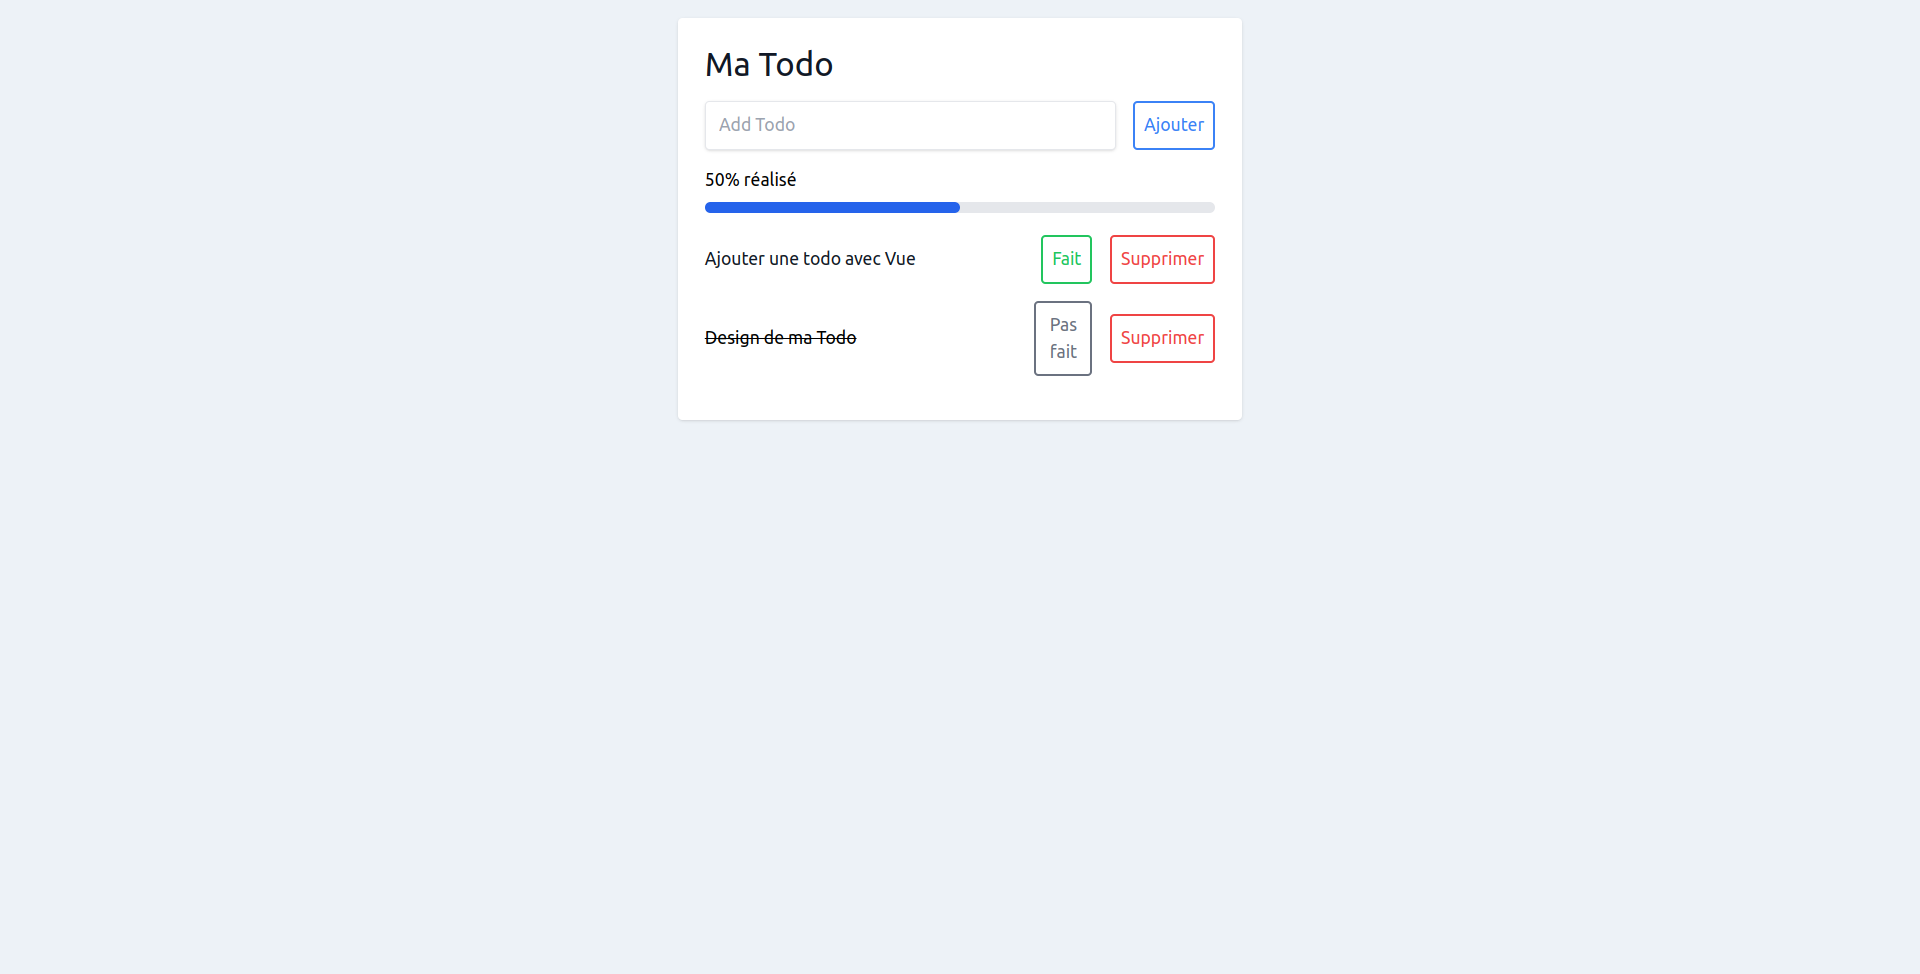 Ma Todo
Add Todo
Ajouter
50% réalisé
Ajouter une todo avec Vue
Fait
Supprimer
Design de ma Todo
Pas
fait
Supprimer